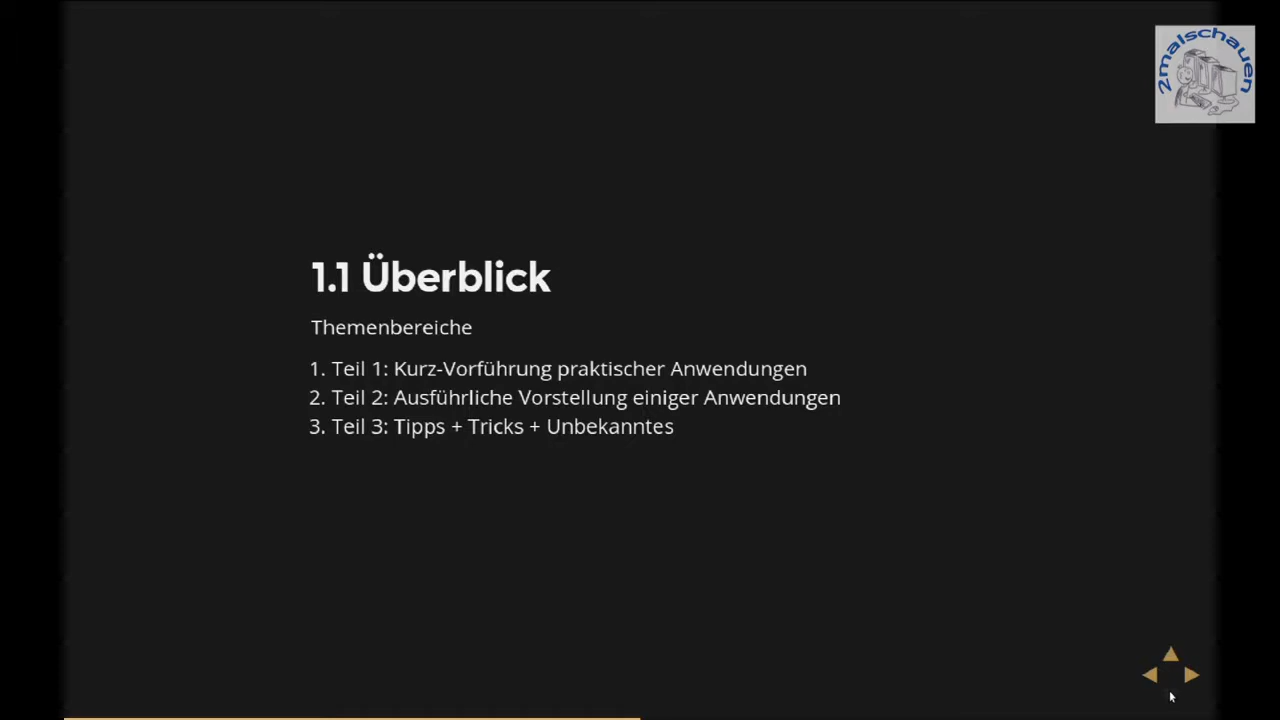 2malschauen
1.1 Überblick
Themenbereiche
1. Teil 1: Kurz-Vorführung praktischer Anwendungen
2. Teil 2: Ausführliche Vorstellung einiger Anwendungen
3. Teil 3: Tipps + Tricks + Unbekanntes